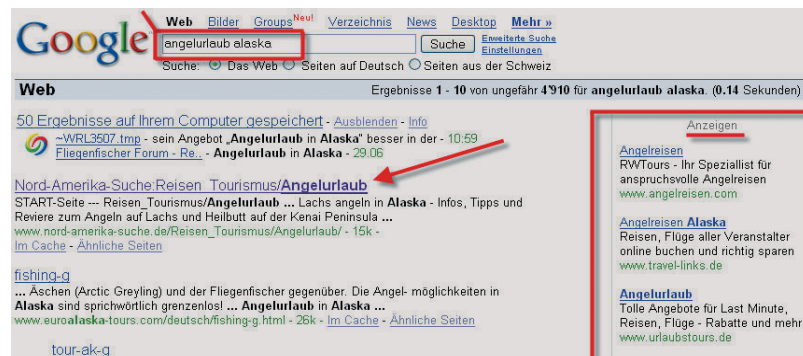 Google
Web Bilder Groups Neu! Verzeichnis News Desktop Mehr »
angelurlaub alaska
Suche
Erweiterte Suche
Einstellungen
Suche: Das Web Seiten auf Deutsch Seiten aus der Schweiz
Web Ergebnisse 1 - 10 von ungefähr 4'910 für angelurlaub alaska. (0.14 Sekunden)
50 Ergebnisse auf Ihrem Computer gespeichert - Ausblenden - Info
~WRL3507.tmp - sein Angebot „Angelurlaub in Alaska" besser in der - 10:59
Fliegenfischer Forum - Re.. - Angelurlaub in Alaska - 29.06
Nord-Amerika-Suche:Reisen_Tourismus/Angelurlaub
START-Seite --- Reisen_Tourismus/Angelurlaub ... Lachs angeln in Alaska - Infos, Tipps und
Reviere zum Angeln auf Lachs und Heilbutt auf der Kenai Peninsula ...
www.nord-amerika-suche.de/Reisen_Tourismus/Angelurlaub/ - 15k -
Im Cache - Ähnliche Seiten
fishing-g
... Äschen (Arctic Greyling) und der Fliegenfischer gegenüber. Die Angel- möglichkeiten in
Alaska sind sprichwörtlich grenzenlos! ... Angelurlaub in Alaska ...
www.euroalaska-tours.com/deutsch/fishing-g.html - 26k - Im Cache - Ähnliche Seiten
tour-ak-g
Anzeigen
Angelreisen
RWTours - Ihr Speziallist für
anspruchsvolle Angelreisen
www.angelreisen.com
Angelreisen Alaska
Reisen, Flüge aller Veranstalter
online buchen und richtig sparen
www.travel-links.de
Angelurlaub
Tolle Angebote für Last Minute,
Reisen, Flüge - Rabatte und mehr
www.urlaubstours.de